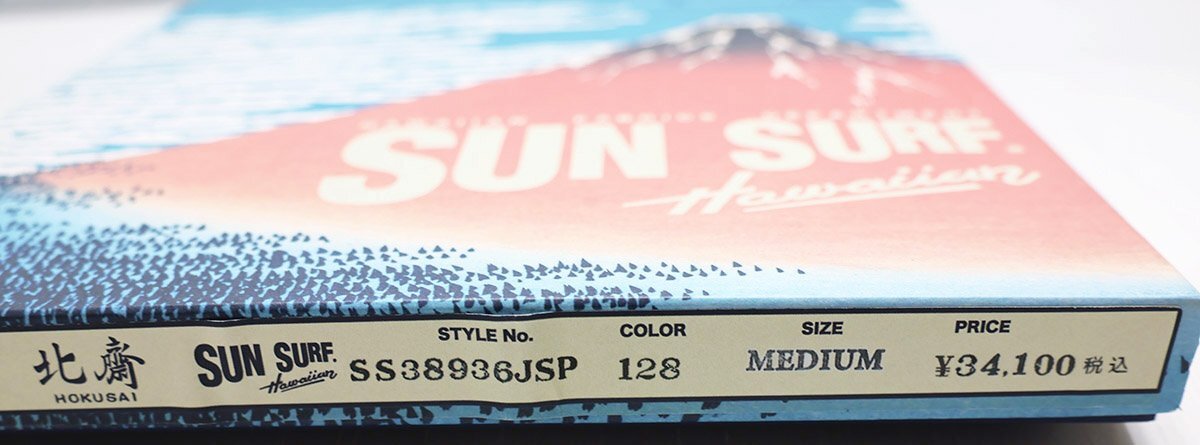 SUN SURF.
Hawaiian
北齋
HOKUSAI
SUN SURF.
Hawaiian
STYLE No.
SS38936JSP
COLOR
128
SIZE
MEDIUM
PRICE
¥34,100 税込